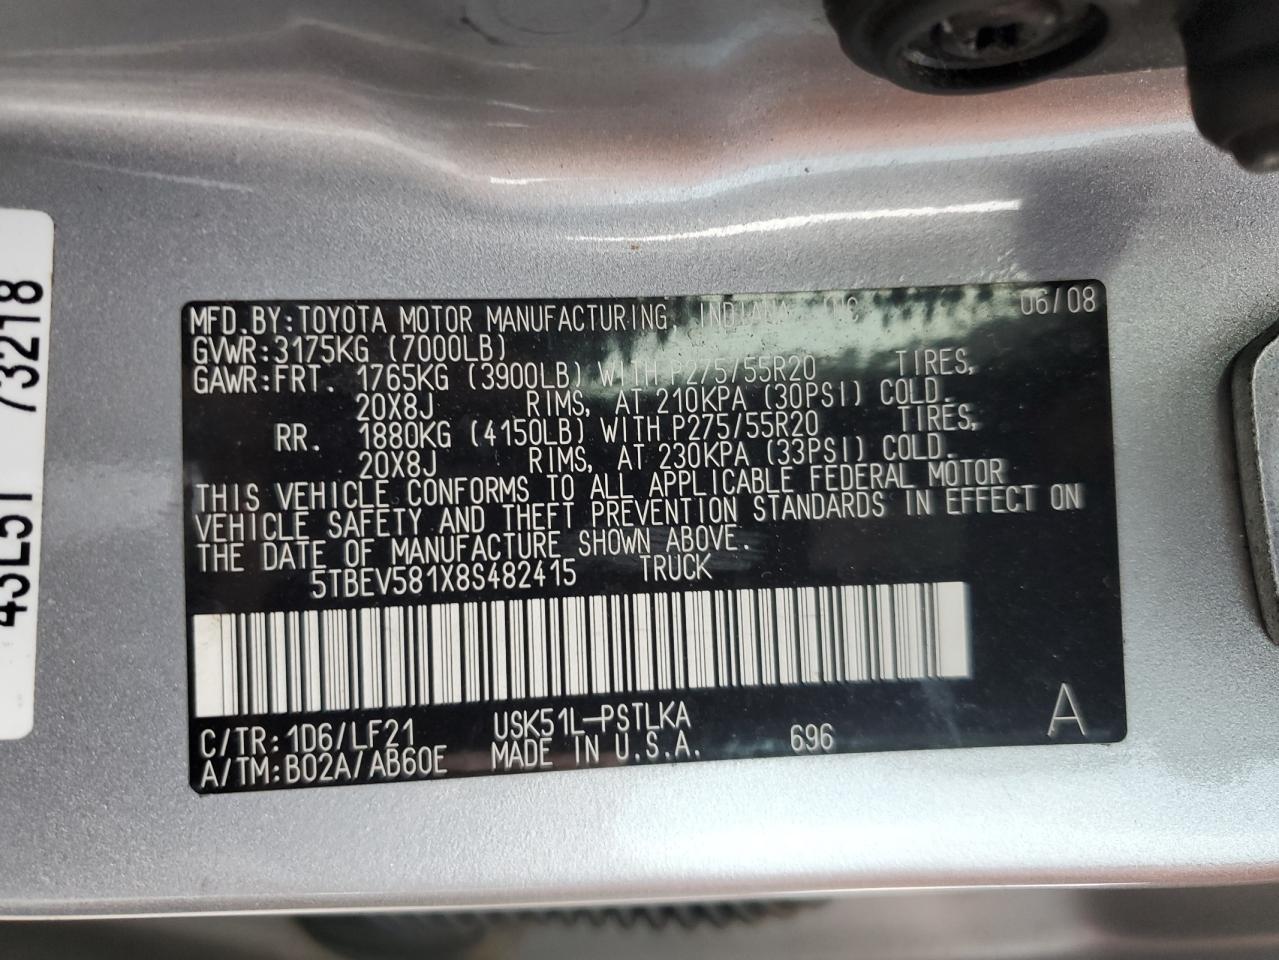 MFD.BY:TOYOTA MOTOR MANUFACTURING, INDIANA, INC 06/08
GVWR:3175KG (7000LB)
GAWR:FRT. 1765KG (3900LB) WITH P275/55R20 TIRES,
20X8J RIMS, AT 210KPA (30PSI) COLD.
RR. 1880KG (4150LB) WITH P275/55R20 TIRES,
20X8J RIMS, AT 230KPA (33PSI) COLD.
THIS VEHICLE CONFORMS TO ALL APPLICABLE FEDERAL MOTOR
VEHICLE SAFETY AND THEFT PREVENTION STANDARDS IN EFFECT ON
THE DATE OF MANUFACTURE SHOWN ABOVE.
5TBEV581X8S482415 TRUCK
C/TR:1D6/LF21 USK51L-PSTLKA
A/TM:B02A/AB60E MADE IN U.S.A. 696 A
43L51 73218